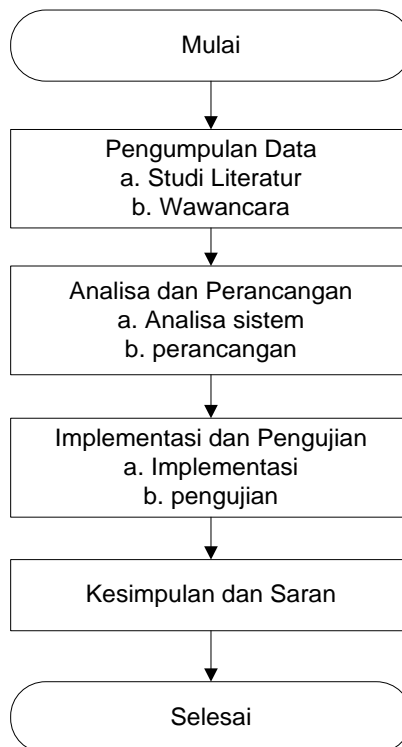 Mulai
Pengumpulan Data
a. Studi Literatur
b. Wawancara
Analisa dan Perancangan
a. Analisa sistem
b. perancangan
Implementasi dan Pengujian
a. Implementasi
b. pengujian
Kesimpulan dan Saran
Selesai